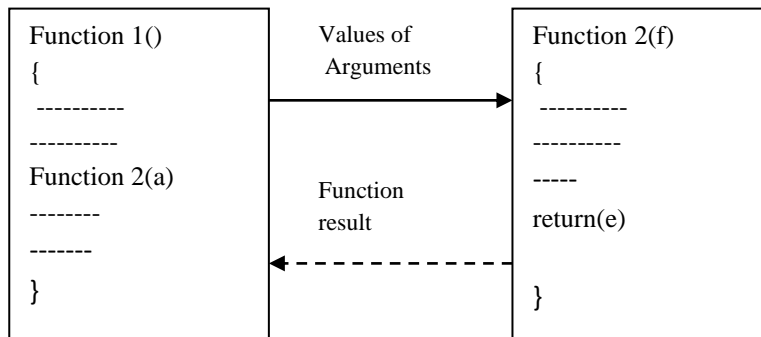 Function 1()
{
----------
----------
Function 2(a)
--------
-------
}
Values of
Arguments
Function
result
Function 2(f)
{
----------
----------
-----
return(e)
}